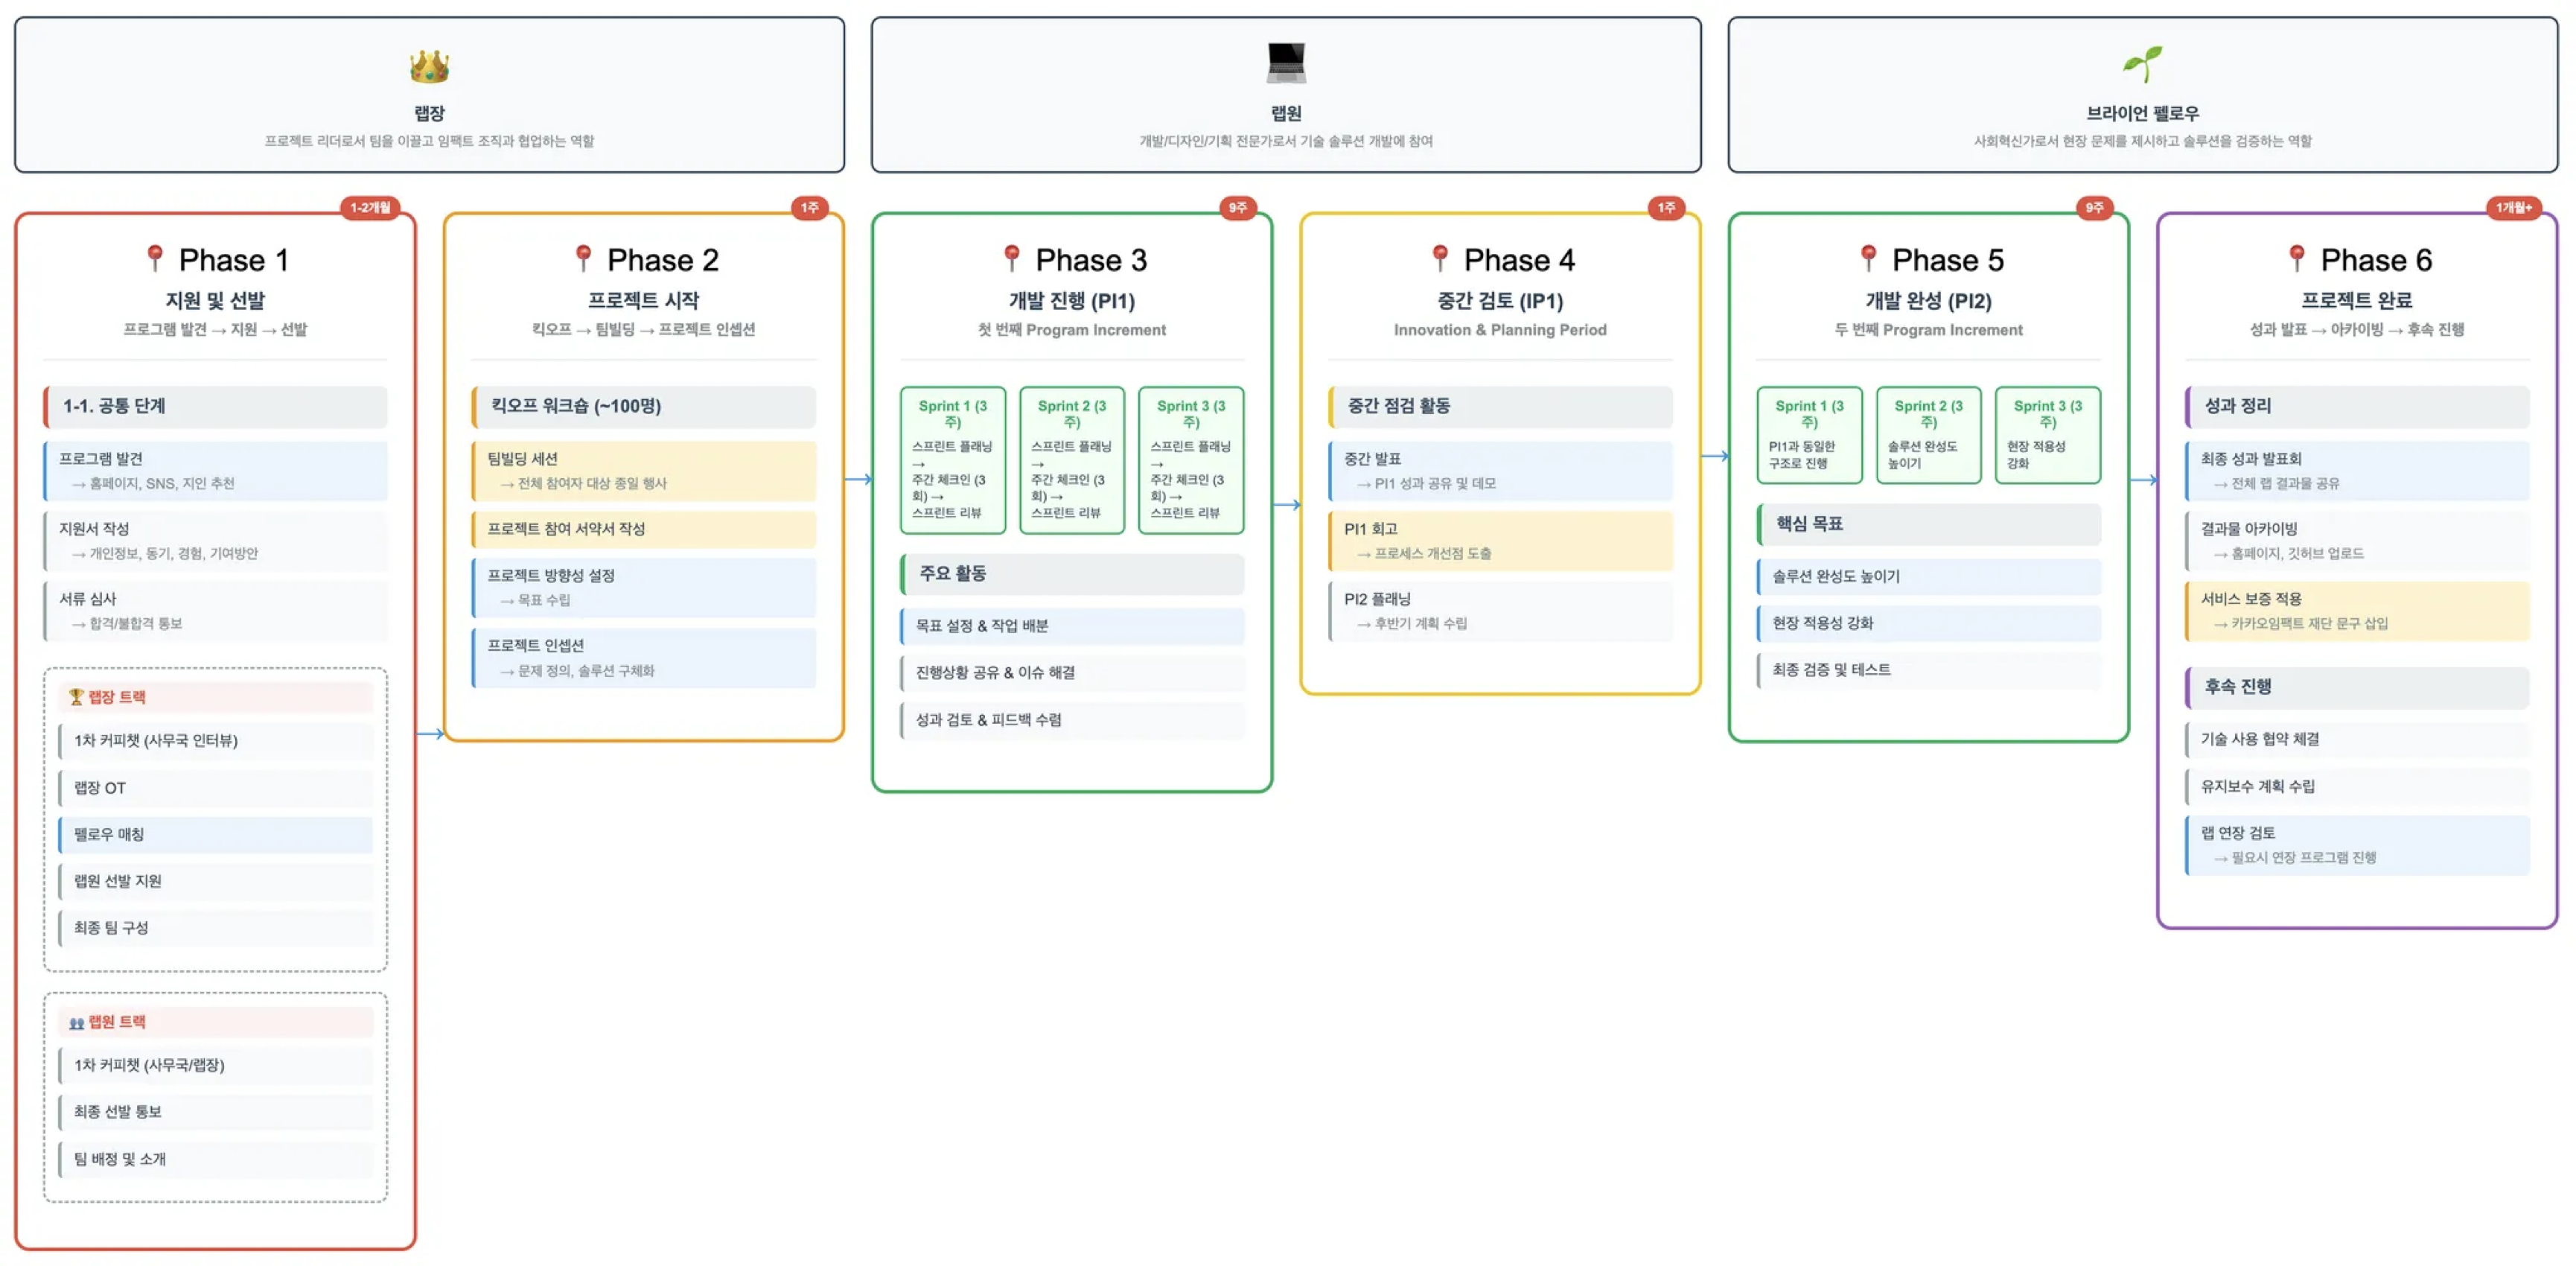 랩장
프로젝트 리더로서 팀을 이끌고 임팩트 조직과 협업하는 역할
랩원
개발/디자인/기획 전문가로서 기술 솔루션 개발에 참여
브라이언 펠로우
사회혁신가로서 현장 문제를 제시하고 솔루션을 검증하는 역할
1-2개월
Phase 1
지원 및 선발
프로그램 발견 → 지원 → 선발
1-1. 공통 단계
프로그램 발견
→ 홈페이지, SNS, 지인 추천
지원서 작성
→ 개인정보, 동기, 경험, 기여방안
서류 심사
→ 합격/불합격 통보
랩장 트랙
1차 커피챗 (사무국 인터뷰)
랩장 OT
펠로우 매칭
랩원 선발 지원
최종 팀 구성
랩원 트랙
1차 커피챗 (사무국/랩장)
최종 선발 통보
팀 배정 및 소개
1주
Phase 2
프로젝트 시작
킥오프 → 팀빌딩 → 프로젝트 인셉션
킥오프 워크숍 (~100명)
팀빌딩 세션
→ 전체 참여자 대상 종일 행사
프로젝트 참여 서약서 작성
프로젝트 방향성 설정
→ 목표 수립
프로젝트 인셉션
→ 문제 정의, 솔루션 구체화
9주
Phase 3
개발 진행 (PI1)
첫 번째 Program Increment
Sprint 1 (3
주)
스프린트 플래닝
→
주간 체크인 (3
회) →
스프린트 리뷰
Sprint 2 (3
주)
스프린트 플래닝
→
주간 체크인 (3
회) →
스프린트 리뷰
Sprint 3 (3
주)
스프린트 플래닝
→
주간 체크인 (3
회) →
스프린트 리뷰
주요 활동
목표 설정 & 작업 배분
진행상황 공유 & 이슈 해결
성과 검토 & 피드백 수렴
1주
Phase 4
중간 검토 (IP1)
Innovation & Planning Period
중간 점검 활동
중간 발표
→ PI1 성과 공유 및 데모
PI1 회고
→ 프로세스 개선점 도출
PI2 플래닝
→ 후반기 계획 수립
9주
Phase 5
개발 완성 (PI2)
두 번째 Program Increment
Sprint 1 (3
주)
PI1과 동일한
구조로 진행
Sprint 2 (3
주)
솔루션 완성도
높이기
Sprint 3 (3
주)
현장 적용성
강화
핵심 목표
솔루션 완성도 높이기
현장 적용성 강화
최종 검증 및 테스트
1개월+
Phase 6
프로젝트 완료
성과 발표 → 아카이빙 → 후속 진행
성과 정리
최종 성과 발표회
→ 전체 랩 결과물 공유
결과물 아카이빙
→ 홈페이지, 깃허브 업로드
서비스 보증 적용
→ 카카오임팩트 재단 문구 삽입
후속 진행
기술 사용 협약 체결
유지보수 계획 수립
랩 연장 검토
→ 필요시 연장 프로그램 진행